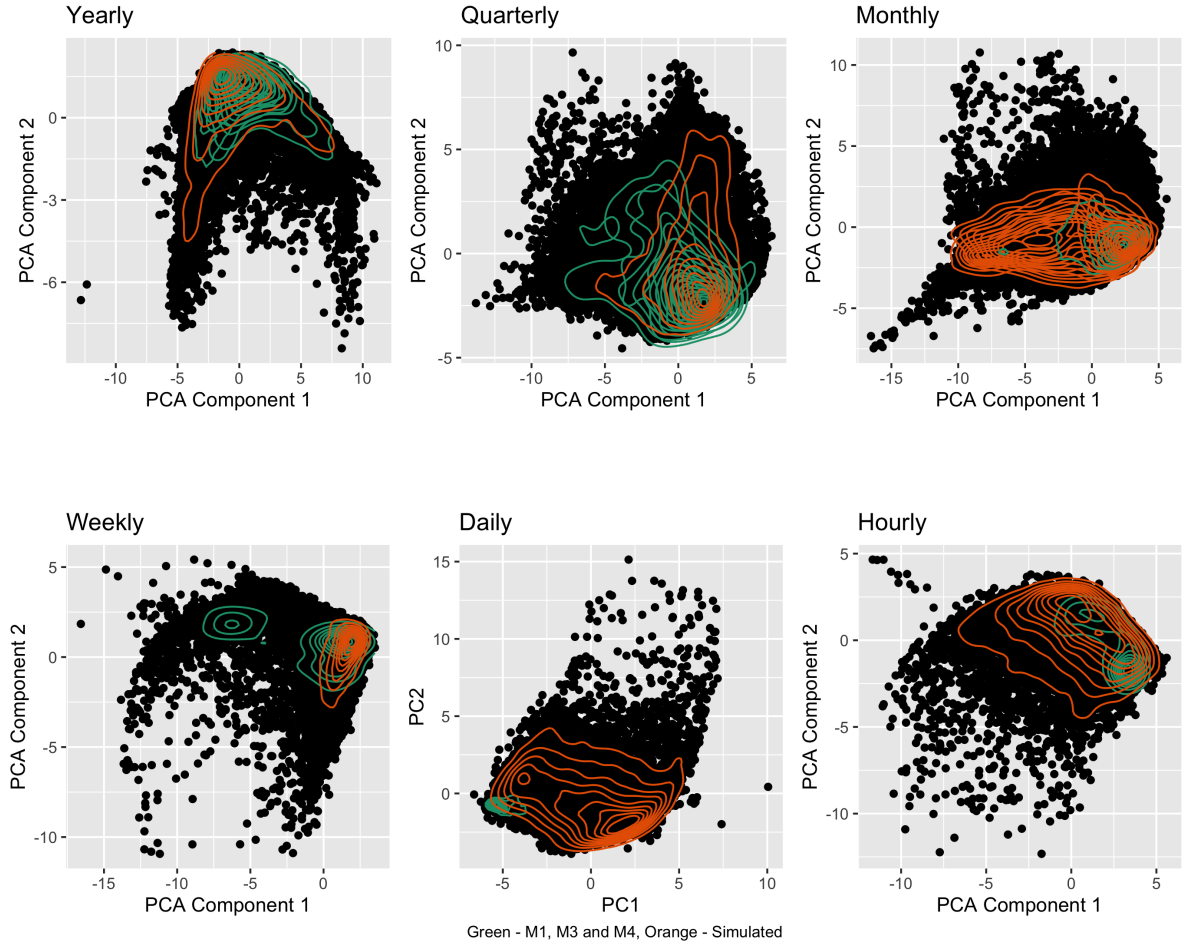 Yearly
Quarterly
Monthly
0
-3
-6
PCA Component 2
-10 -5 0 5 10
PCA Component 1
10
5
0
-5
PCA Component 2
-5 0 5
-10
PCA Component 1
10
5
0
-5
PCA Component 2
-15 -10 -5 0 5
PCA Component 1
Weekly
Daily
Hourly
5
0
-5
-10
PCA Component 2
-15 -10 -5 0
PCA Component 1
15
10
5
0
PC2
-5 0 5 10
PC1
5
0
-5
-10
PCA Component 2
-10 -5 0 5
PCA Component 1
Green - M1, M3 and M4, Orange - Simulated